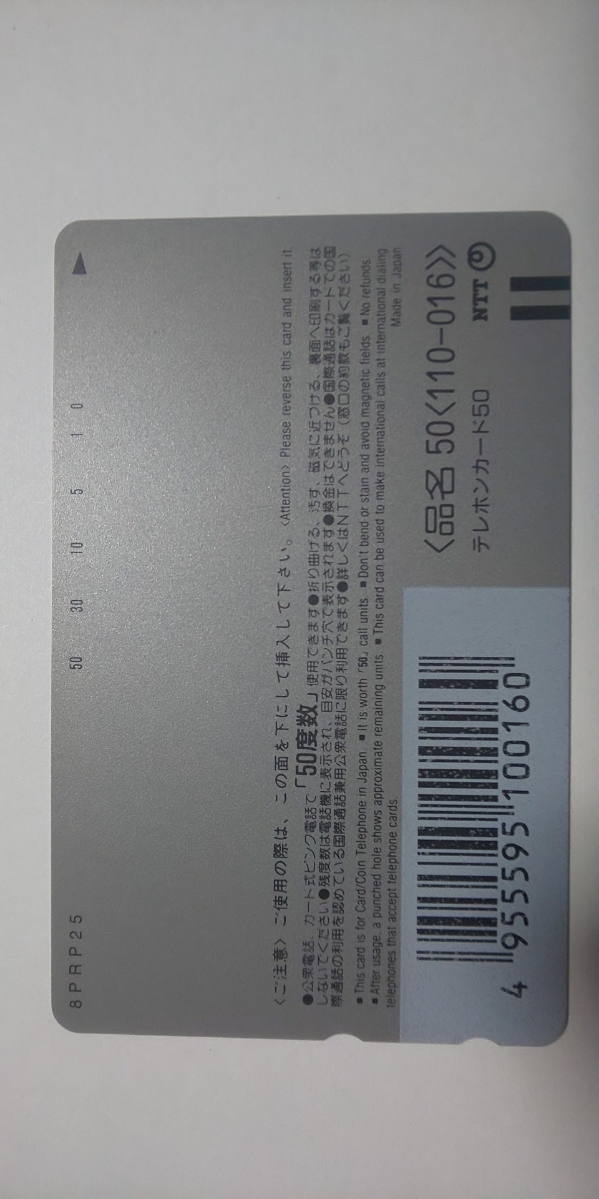 8PRP25
50 30 10 5 1 0
〈ご注意〉ご使用の際は、この面を下にして挿入して下さい。〈Attention〉Please reverse this card and insert it.
●公衆電話、カード式ピンク電話で「50度数」使用できます●折り曲げる、汚す、磁気に近づける、裏面へ印刷する等は
しないでください●残度数は電話機に表示され、目安がパンチ穴で表示されます●換金はできません●国際通話はカードでの国
際通話の利用を認めている国際通話兼用公衆電話に限り利用できます●詳しくはNTTへどうぞ（窓口の約款もご覧ください）
■This card is for Card/Coin Telephone in Japan. ■It is worth「50」call units. ■Don't bend or stain and avoid magnetic fields. ■No refunds.
■After usage, a punched hole shows approximate remaining units. ■This card can be used to make international calls at international dialing
telephones that accept telephone cards. Made in Japan
〈品名 50〈110-016〉〉
テレホンカード50 NTT
4 955595 100160